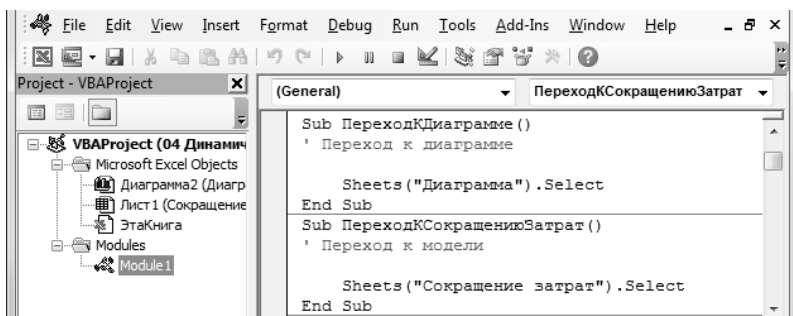 File Edit View Insert Format Debug Run Tools Add-Ins Window Help
Project - VBAProject
VBAProject (04 Динамич
Microsoft Excel Objects
Диаграмма2 (Диагр
Лист1 (Сокращение
ЭтаКнига
Modules
Module1
(General) ПереходКСокращениюЗатрат
Sub ПереходКДиаграмме()
' Переход к диаграмме
Sheets("Диаграмма").Select
End Sub
Sub ПереходКСокращениюЗатрат()
' Переход к модели
Sheets("Сокращение затрат").Select
End Sub